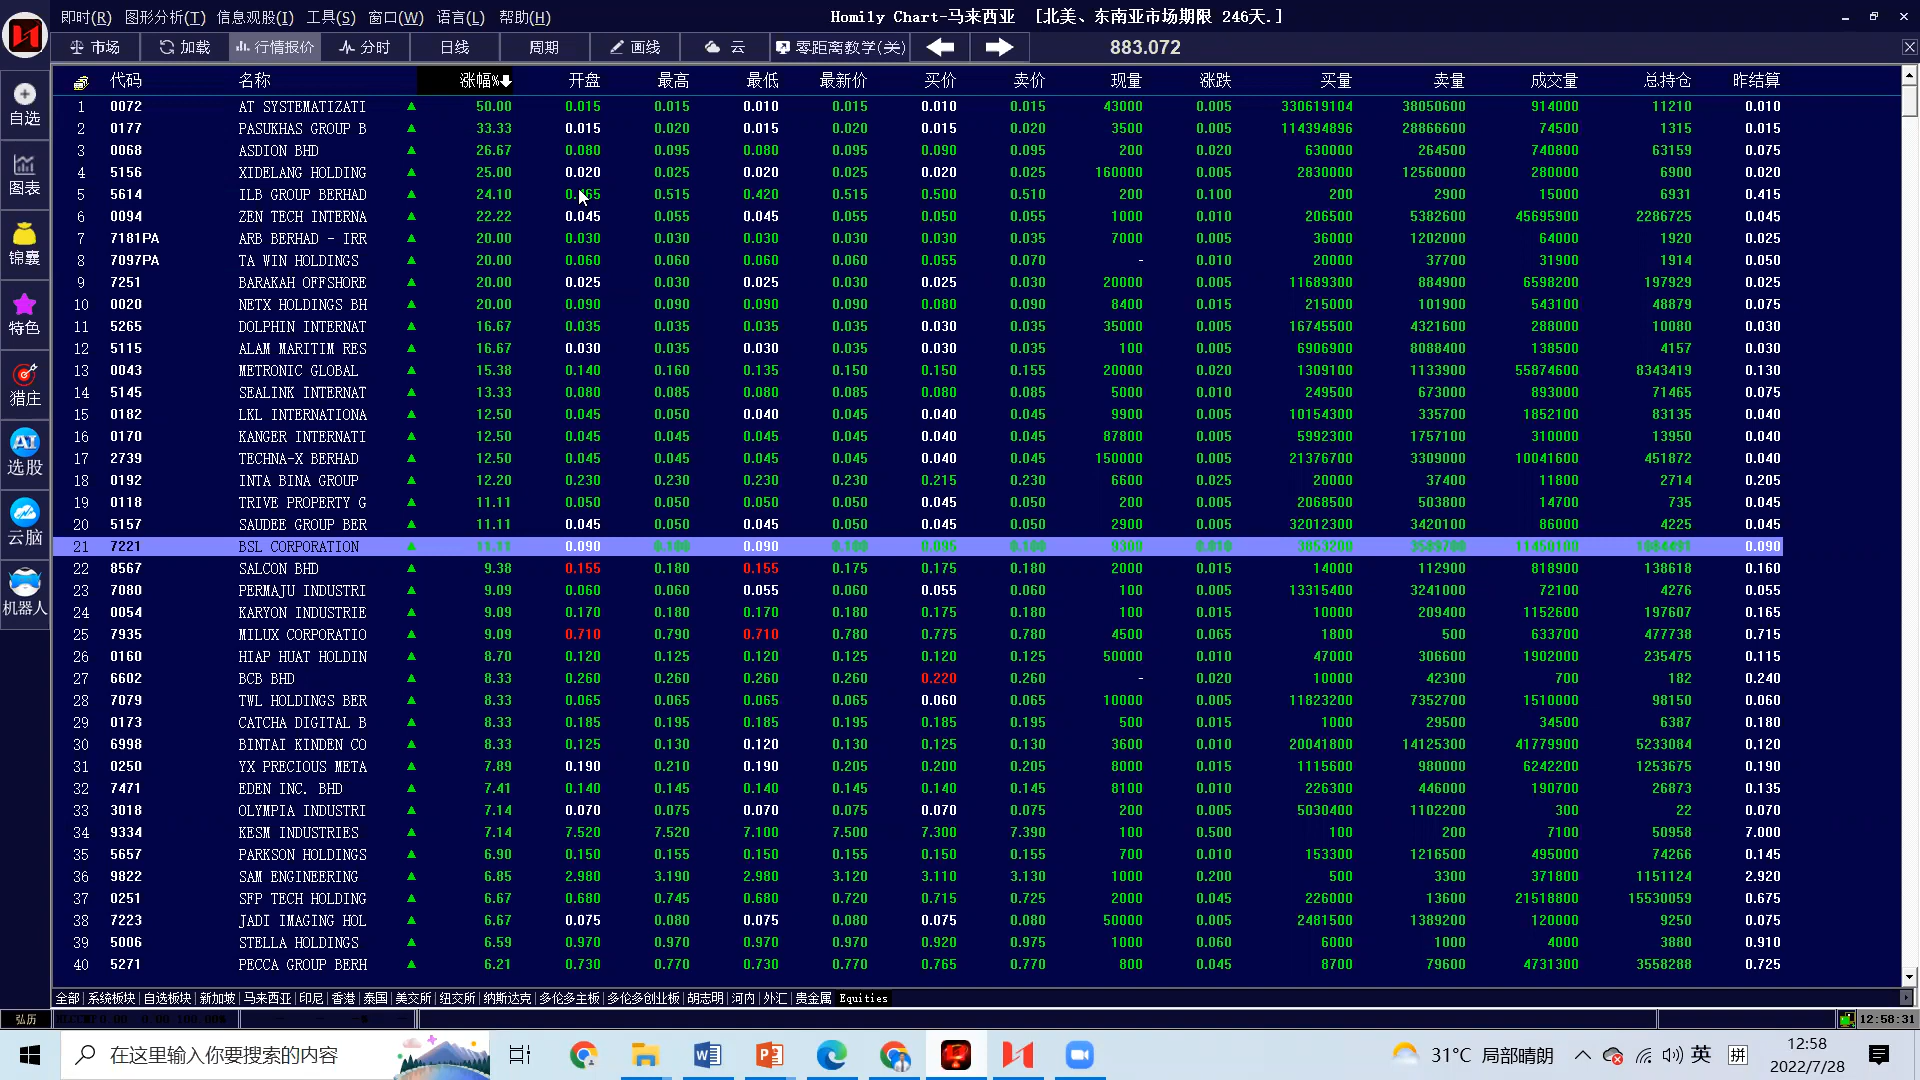 即时(R) 图形分析(T) 信息观股(I) 工具(S) 窗口(W) 语言(L) 帮助(H) Homily Chart-马来西亚 [北美、东南亚市场期限 246天.]
市场 加载 行情报价 分时 日线 周期 画线 云 零距离教学(关) 883.072
代码 名称 涨幅% 开盘 最高 最低 最新价 买价 卖价 现量 涨跌 买量 卖量 成交量 总持仓 昨结算
1 0072 AT SYSTEMATIZATI 50.00 0.015 0.015 0.010 0.015 0.010 0.015 43000 0.005 330619104 38050600 914000 11210 0.010
2 0177 PASUKHAS GROUP B 33.33 0.015 0.020 0.015 0.020 0.015 0.020 3500 0.005 114394896 28866600 74500 1315 0.015
3 0068 ASDION BHD 26.67 0.080 0.095 0.080 0.095 0.090 0.095 200 0.020 630000 264500 740800 63159 0.075
4 5156 XIDELANG HOLDING 25.00 0.020 0.025 0.020 0.025 0.020 0.025 160000 0.005 2830000 12560000 280000 6900 0.020
5 5614 ILB GROUP BERHAD 24.10 0.515 0.420 0.515 0.500 0.510 200 0.100 200 2900 15000 6931 0.415
6 0094 ZEN TECH INTERNA 22.22 0.045 0.055 0.045 0.055 0.050 0.055 1000 0.010 206500 5382600 45695900 2286725 0.045
7 7181PA ARB BERHAD - IRR 20.00 0.030 0.030 0.030 0.030 0.030 0.035 7000 0.005 36000 1202000 64000 1920 0.025
8 7097PA TA WIN HOLDINGS 20.00 0.060 0.060 0.060 0.060 0.055 0.070 - 0.010 20000 37700 31900 1914 0.050
9 7251 BARAKAH OFFSHORE 20.00 0.025 0.030 0.025 0.030 0.025 0.030 20000 0.005 11689300 884900 6598200 197929 0.025
10 0020 NETX HOLDINGS BH 20.00 0.090 0.090 0.090 0.090 0.080 0.090 8400 0.015 215000 101900 543100 48879 0.075
11 5265 DOLPHIN INTERNAT 16.67 0.035 0.035 0.035 0.035 0.030 0.035 35000 0.005 16745500 4321600 288000 10080 0.030
12 5115 ALAM MARITIM RES 16.67 0.030 0.035 0.030 0.035 0.030 0.035 100 0.005 6906900 8088400 138500 4157 0.030
13 0043 METRONIC GLOBAL 15.38 0.140 0.160 0.135 0.150 0.150 0.155 20000 0.020 1309100 1133900 55874600 8343419 0.130
14 5145 SEALINK INTERNAT 13.33 0.080 0.085 0.080 0.085 0.080 0.085 5000 0.010 249500 673000 893000 71465 0.075
15 0182 LKL INTERNATIONA 12.50 0.045 0.050 0.040 0.045 0.040 0.045 9900 0.005 10154300 335700 1852100 83135 0.040
16 0170 KANGER INTERNATI 12.50 0.045 0.045 0.045 0.045 0.040 0.045 87800 0.005 5992300 1757100 310000 13950 0.040
17 2739 TECHNA-X BERHAD 12.50 0.045 0.045 0.045 0.045 0.040 0.045 150000 0.005 21376700 3309000 10041600 451872 0.040
18 0192 INTA BINA GROUP 12.20 0.230 0.230 0.230 0.230 0.215 0.230 6600 0.025 20000 37400 11800 2714 0.205
19 0118 TRIVE PROPERTY G 11.11 0.050 0.050 0.050 0.050 0.045 0.050 200 0.005 2068500 503800 14700 735 0.045
20 5157 SAUDEE GROUP BER 11.11 0.045 0.050 0.045 0.050 0.045 0.050 2900 0.005 32012300 3420100 86000 4225 0.045
21 7221 BSL CORPORATION 11.11 0.090 0.100 0.090 0.100 0.095 0.100 9300 0.010 3853200 3589700 11450100 1084491 0.090
22 8567 SALCON BHD 9.38 0.155 0.180 0.155 0.175 0.175 0.180 2000 0.015 14000 112900 818900 138618 0.160
23 7080 PERMAJU INDUSTRI 9.09 0.060 0.060 0.055 0.060 0.055 0.060 100 0.005 13315400 3241000 72100 4276 0.055
24 0054 KARYON INDUSTRIE 9.09 0.170 0.180 0.170 0.180 0.175 0.180 100 0.015 10000 209400 1152600 197607 0.165
25 7935 MILUX CORPORATIO 9.09 0.710 0.790 0.710 0.780 0.775 0.780 4500 0.065 1800 500 633700 477738 0.715
26 0160 HIAP HUAT HOLDIN 8.70 0.120 0.125 0.120 0.125 0.120 0.125 50000 0.010 47000 306600 1902000 235475 0.115
27 6602 BCB BHD 8.33 0.260 0.260 0.260 0.260 0.220 0.260 - 0.020 10000 42300 700 182 0.240
28 7079 TWL HOLDINGS BER 8.33 0.065 0.065 0.065 0.065 0.060 0.065 10000 0.005 11823200 7352700 1510000 98150 0.060
29 0173 CATCHA DIGITAL B 8.33 0.185 0.195 0.185 0.195 0.185 0.195 500 0.015 1000 29500 34500 6387 0.180
30 6998 BINTAI KINDEN CO 8.33 0.125 0.130 0.120 0.130 0.125 0.130 3600 0.010 20041800 14125300 41779900 5233084 0.120
31 0250 YX PRECIOUS META 7.89 0.190 0.210 0.190 0.205 0.200 0.205 8000 0.015 1115600 980000 6242200 1253675 0.190
32 7471 EDEN INC. BHD 7.41 0.140 0.145 0.140 0.145 0.140 0.145 8100 0.010 226300 446000 190700 26873 0.135
33 3018 OLYMPIA INDUSTRI 7.14 0.070 0.075 0.070 0.075 0.070 0.075 200 0.005 5030400 1102200 300 22 0.070
34 9334 KESM INDUSTRIES 7.14 7.520 7.520 7.100 7.500 7.300 7.390 100 0.500 100 200 7100 50958 7.000
35 5657 PARKSON HOLDINGS 6.90 0.150 0.155 0.150 0.155 0.150 0.155 700 0.010 153300 1216500 495000 74266 0.145
36 9822 SAM ENGINEERING 6.85 2.980 3.190 2.980 3.120 3.110 3.130 1000 0.200 500 3300 371800 1151124 2.920
37 0251 SFP TECH HOLDING 6.67 0.680 0.745 0.680 0.720 0.715 0.725 2000 0.045 226000 13600 21518800 15530059 0.675
38 7223 JADI IMAGING HOL 6.67 0.075 0.080 0.075 0.080 0.075 0.080 50000 0.005 2481500 1389200 120000 9250 0.075
39 5006 STELLA HOLDINGS 6.59 0.970 0.970 0.970 0.970 0.920 0.975 1000 0.060 6000 1000 4000 3880 0.910
40 5271 PECCA GROUP BERH 6.21 0.730 0.770 0.730 0.770 0.765 0.770 800 0.045 8700 79600 4731300 3558288 0.725
自选
图表
锦囊
特色
猎庄
AI
选股
云脑
机器人
全部 系统板块 自选板块 新加坡 马来西亚 印尼 香港 泰国 美交所 纽交所 纳斯达克 多伦多主板 多伦多创业板 胡志明 河内 外汇 贵金属 Equities
弘历 12:58:31
在这里输入你要搜索的内容 31°C 局部晴朗 英 拼 12:58
2022/7/28